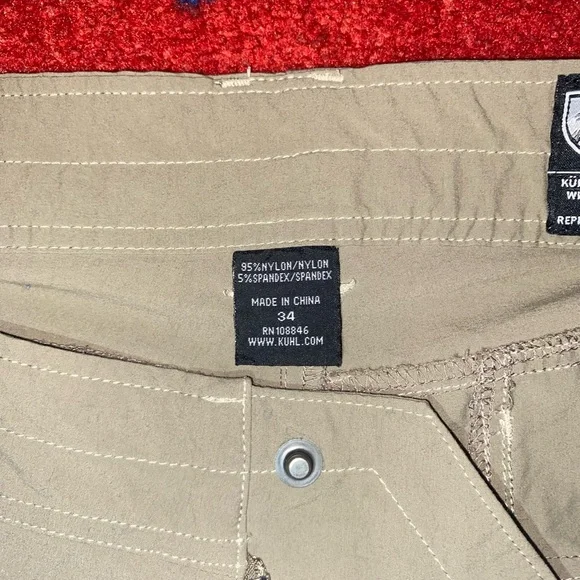 95%NYLON/NYLON
5%SPANDEX/SPANDEX
MADE IN CHINA
34
RN108846
WWW.KUHL.COM